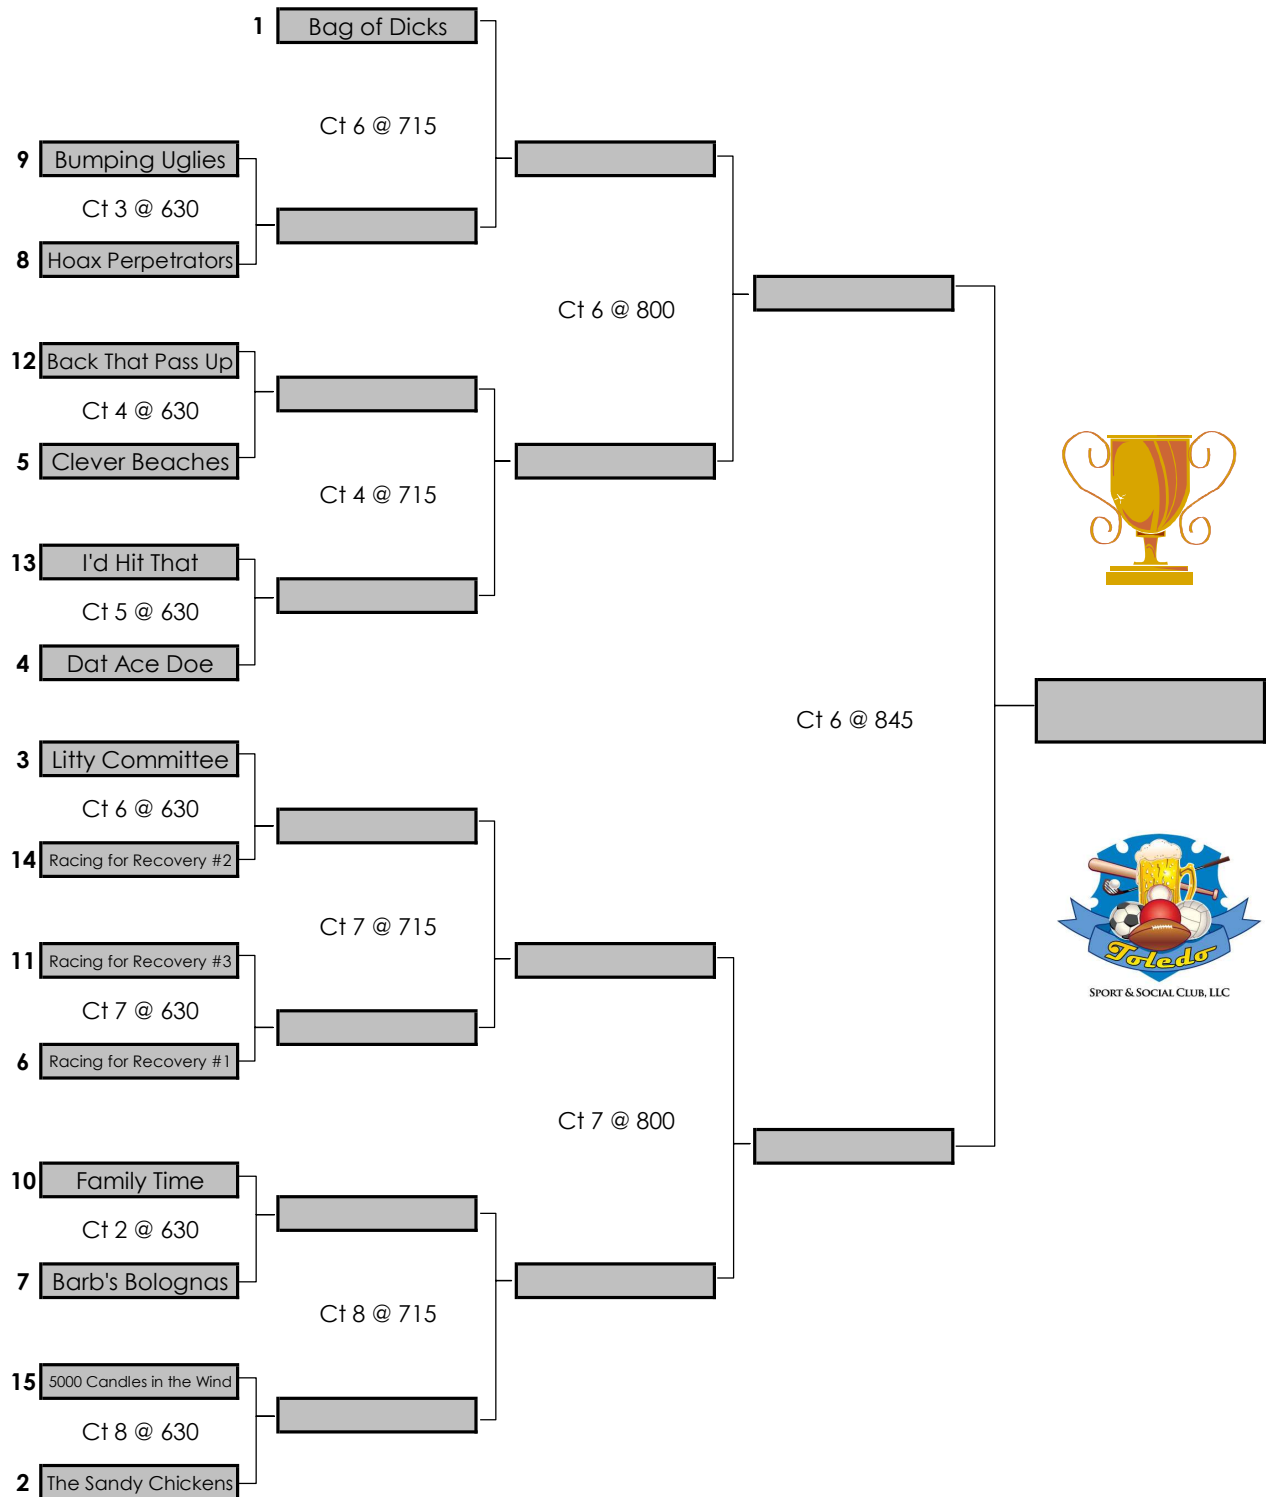 1 Bag of Dicks
Ct 6 @ 715
9 Bumping Uglies
Ct 3 @ 630
8 Hoax Perpetrators
Ct 6 @ 800
12 Back That Pass Up
Ct 4 @ 630
5 Clever Beaches
Ct 4 @ 715
13 I'd Hit That
Ct 5 @ 630
4 Dat Ace Doe
Ct 6 @ 845
3 Litty Committee
Ct 6 @ 630
14 Racing for Recovery #2
Ct 7 @ 715
11 Racing for Recovery #3
Ct 7 @ 630
6 Racing for Recovery #1
Toledo
SPORT & SOCIAL CLUB, LLC
Ct 7 @ 800
10 Family Time
Ct 2 @ 630
7 Barb's Bolognas
Ct 8 @ 715
15 5000 Candles in the Wind
Ct 8 @ 630
2 The Sandy Chickens